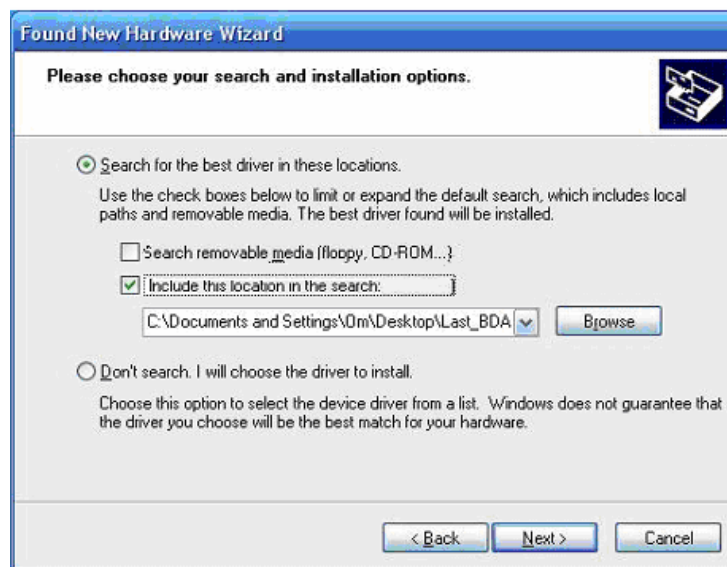 Found New Hardware Wizard
Please choose your search and installation options.
Search for the best driver in these locations.
Use the check boxes below to limit or expand the default search, which includes local
paths and removable media. The best driver found will be installed.
Search removable media (floppy, CD-ROM...)
Include this location in the search:
C:\Documents and Settings\Om\Desktop\Last_BDA
Browse
Don't search. I will choose the driver to install.
Choose this option to select the device driver from a list. Windows does not guarantee that
the driver you choose will be the best match for your hardware.
< Back
Next >
Cancel